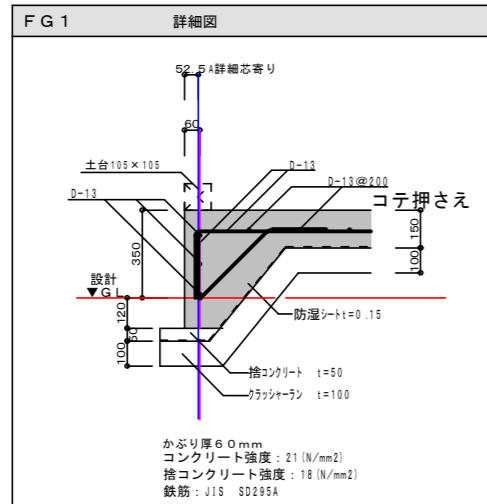 FG1 詳細図
52.5 A詳細芯寄り
60
土台105×105
D-13
D-13
D-13@200
コテ押さえ
150
100
350
設計
▼GL
120
50
100
防湿シートt=0.15
捨コンクリート t=50
クラッシャーラン t=100
かぶり厚60mm
コンクリート強度：21(N/mm2)
捨コンクリート強度：18(N/mm2)
鉄筋：JIS SD295A